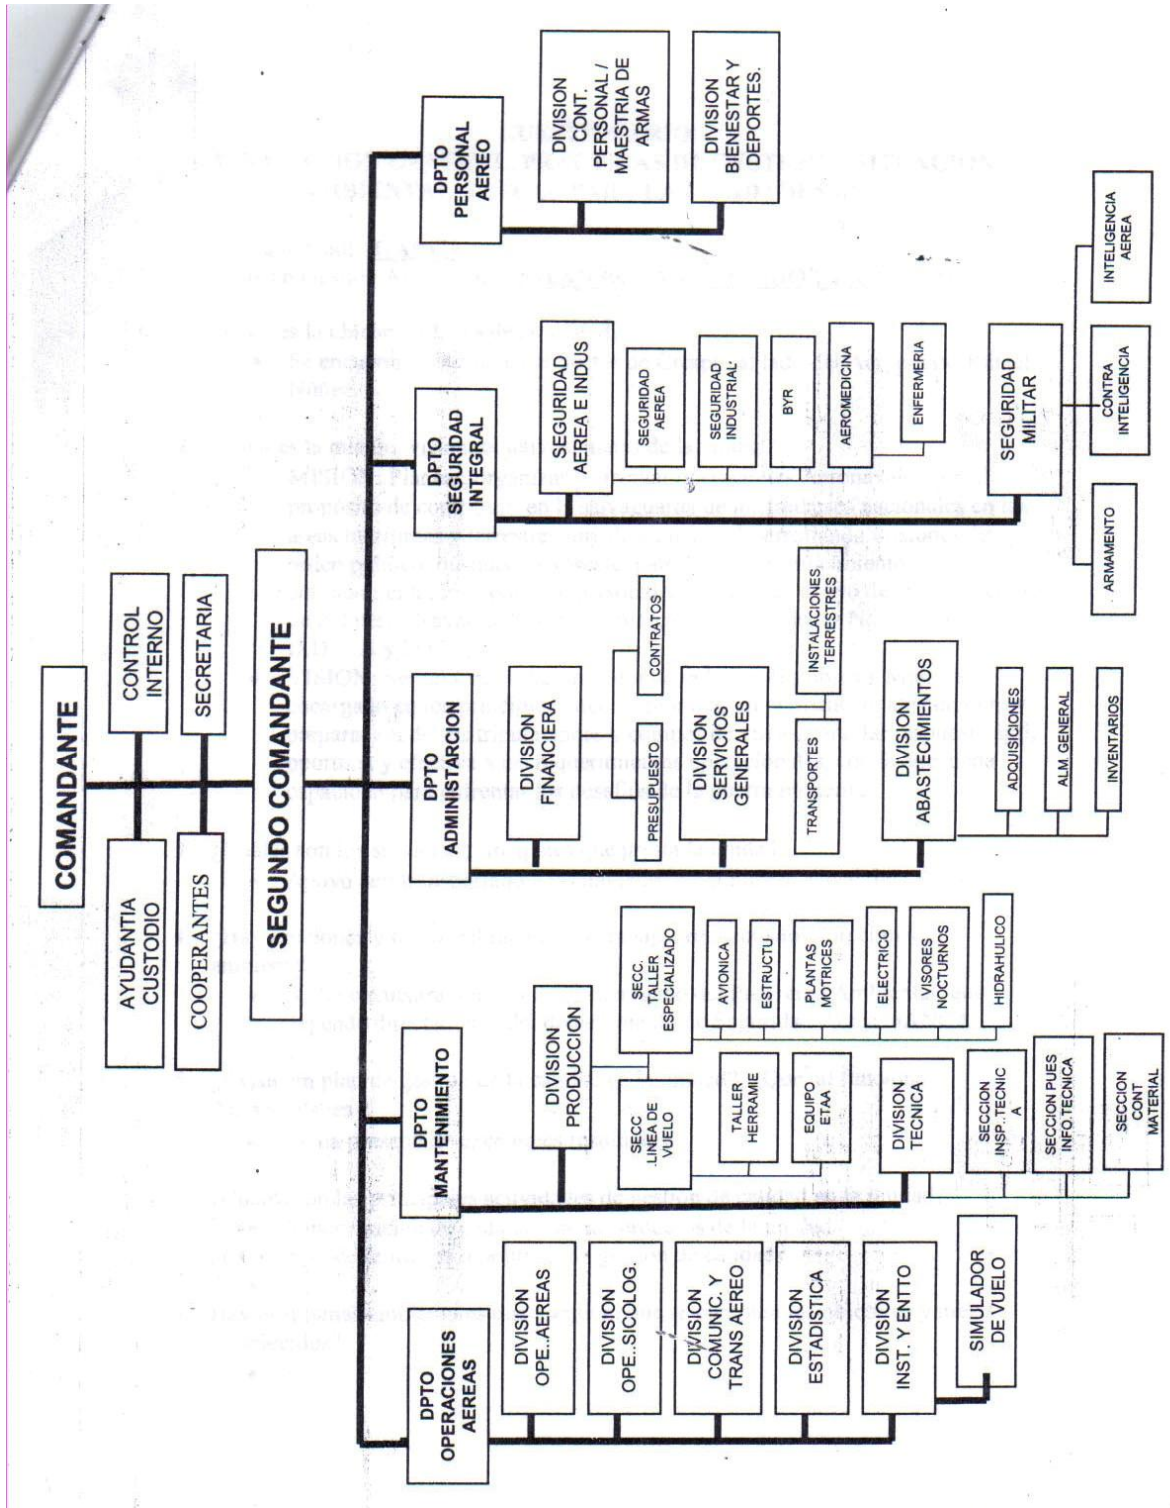 COMANDANTE
AYUDANTIA
CUSTODIO
CONTROL
INTERNO
COOPERANTES
SECRETARIA
SEGUNDO COMANDANTE
DPTO
OPERACIONES
AEREAS
DIVISION
OPE..AEREAS
DIVISION
OPE..SICOLOG.
DIVISION
COMUNIC. Y
TRANS AEREO
DIVISION
ESTADISTICA
DIVISION
INST. Y ENTTO
SIMULADOR
DE VUELO
DPTO
MANTENIMIENTO
DIVISION
PRODUCCION
SECC
.LINEA DE
VUELO
TALLER
HERRAMIE
EQUIPO
ETAA
SECC.
TALLER
ESPECIALIZADO
AVIONICA
ESTRUCTU
PLANTAS
MOTRICES
ELECTRICO
VISORES
NOCTURNOS
HIDRAHULICO
DIVISION
TECNICA
SECCION
INSP..TECNIC
A
SECCION PUES
INFO.TECNICA
SECCION
CONT
MATERIAL
DPTO
ADMINISTARCION
DIVISION
FINANCIERA
PRESUPUESTO
CONTRATOS
DIVISION
SERVICIOS
GENERALES
TRANSPORTES
INSTALACIONES
TERRESTRES
DIVISION
ABASTECIMIENTOS
ADQUISICIONES
ALM. GENERAL
INVENTARIOS
DPTO
SEGURIDAD
INTEGRAL
SEGURIDAD
AEREA E INDUS
SEGURIDAD
AEREA
SEGURIDAD
INDUSTRIAL
BYR
AEROMEDICINA
ENFERMERIA
SEGURIDAD
MILITAR
ARMAMENTO
CONTRA
INTELIGENCIA
INTELIGENCIA
AEREA
DPTO
PERSONAL
AEREO
DIVISION
CONT.
PERSONAL /
MAESTRIA DE
ARMAS
DIVISION
BIENESTAR Y
DEPORTES.